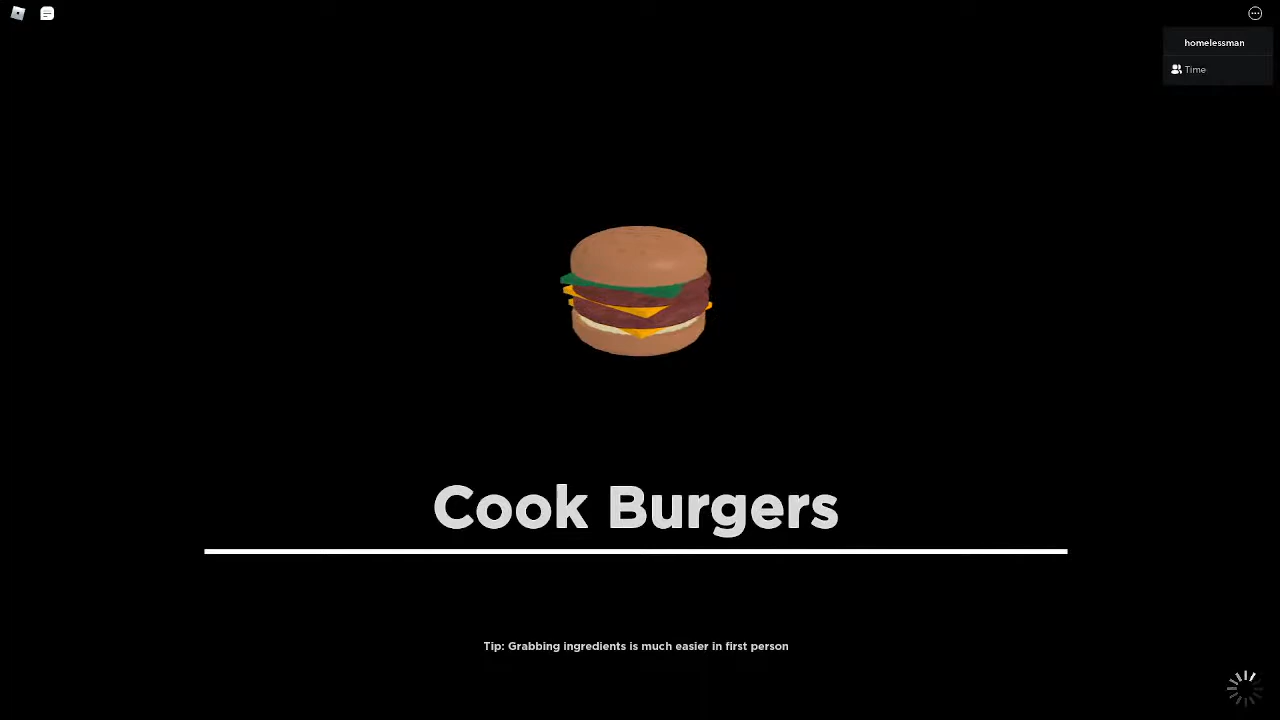 homelessman
Time
Cook Burgers
Tip: Grabbing ingredients is much easier in first person